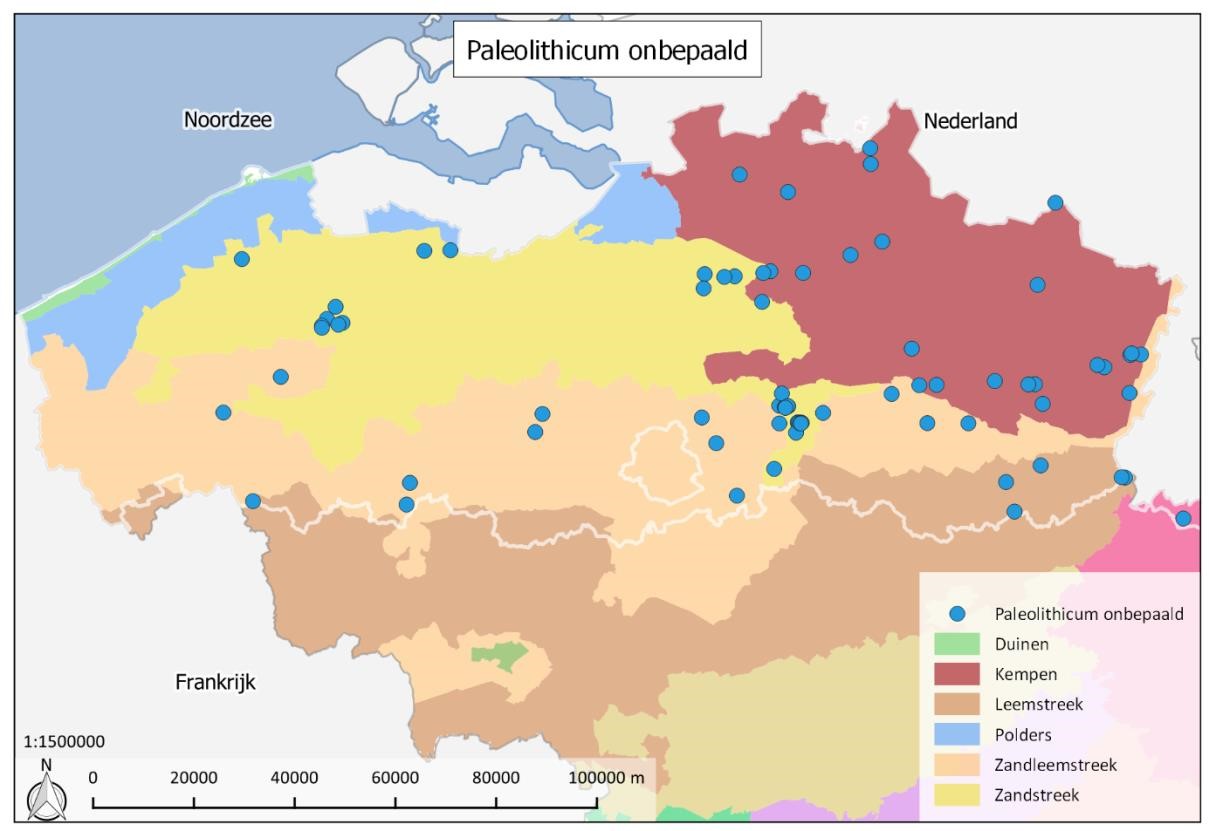 Paleolithicum onbepaald
Noordzee
Nederland
Frankrijk
Paleolithicum onbepaald
Duinen
Kempen
Leemstreek
Polders
Zandleemstreek
Zandstreek
1:1500000
N
0 20000 40000 60000 80000 100000 m